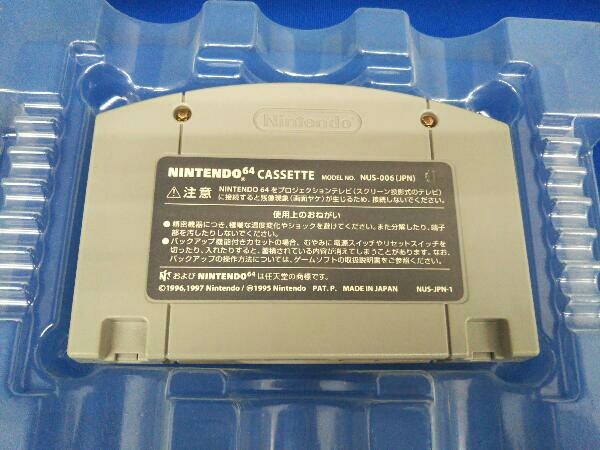 Nintendo
NINTENDO 64 CASSETTE MODEL NO. NUS-006(JPN)
⚠注意 NINTENDO 64をプロジェクションテレビ(スクリーン投影式のテレビ)
に接続すると残像現象(画面ヤケ)が生じるため、接続しないでください。
使用上のおねがい
●精密機器につき、極端な温度変化やショックを避けてください。また分解したり、端子
部を汚したりしないでください。
●バックアップ機能付きカセットの場合、むやみに電源スイッチやリセットスイッチを
切ったり、入れたりすると、蓄積されている内容が消えてしまうことがあります。なお、
バックアップの操作方法については、ゲームソフトの取扱説明書をご参照ください。
および NINTENDO 64 は任天堂の商標です。
©1996,1997 Nintendo/Ⓜ1995 Nintendo PAT. P. MADE IN JAPAN NUS-JPN-1